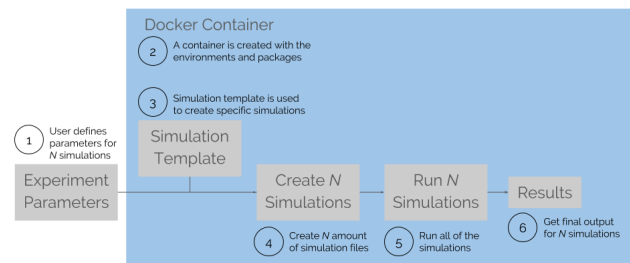 Docker Container
2
A container is created with the
environments and packages
3
Simulation template is used
to create specific simulations
1
User defines
parameters for
N simulations
Simulation
Template
Experiment
Parameters
Create N
Simulations
Run N
Simulations
Results
4
Create N amount
of simulation files
5
Run all of the
simulations
6
Get final output
for N simulations